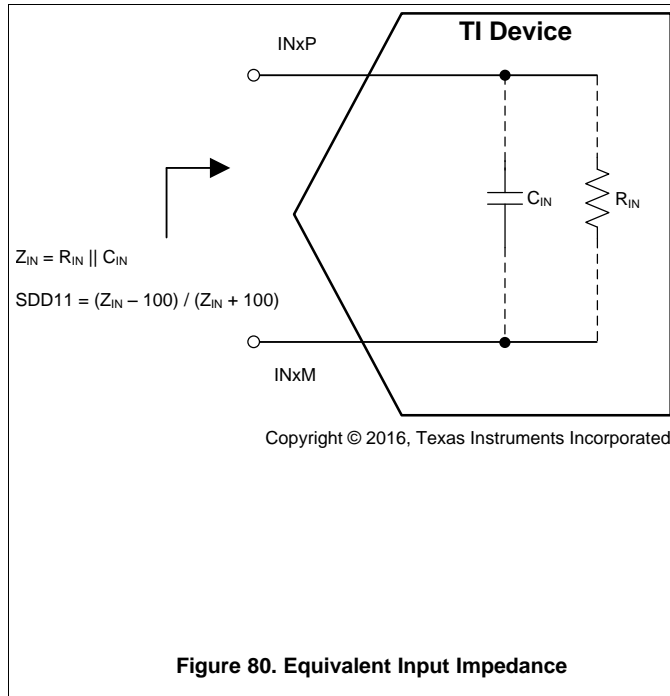 TI Device
INxP
C_IN
R_IN
Z_IN = R_IN || C_IN
SDD11 = (Z_IN – 100) / (Z_IN + 100)
INxM
Copyright © 2016, Texas Instruments Incorporated
Figure 80. Equivalent Input Impedance